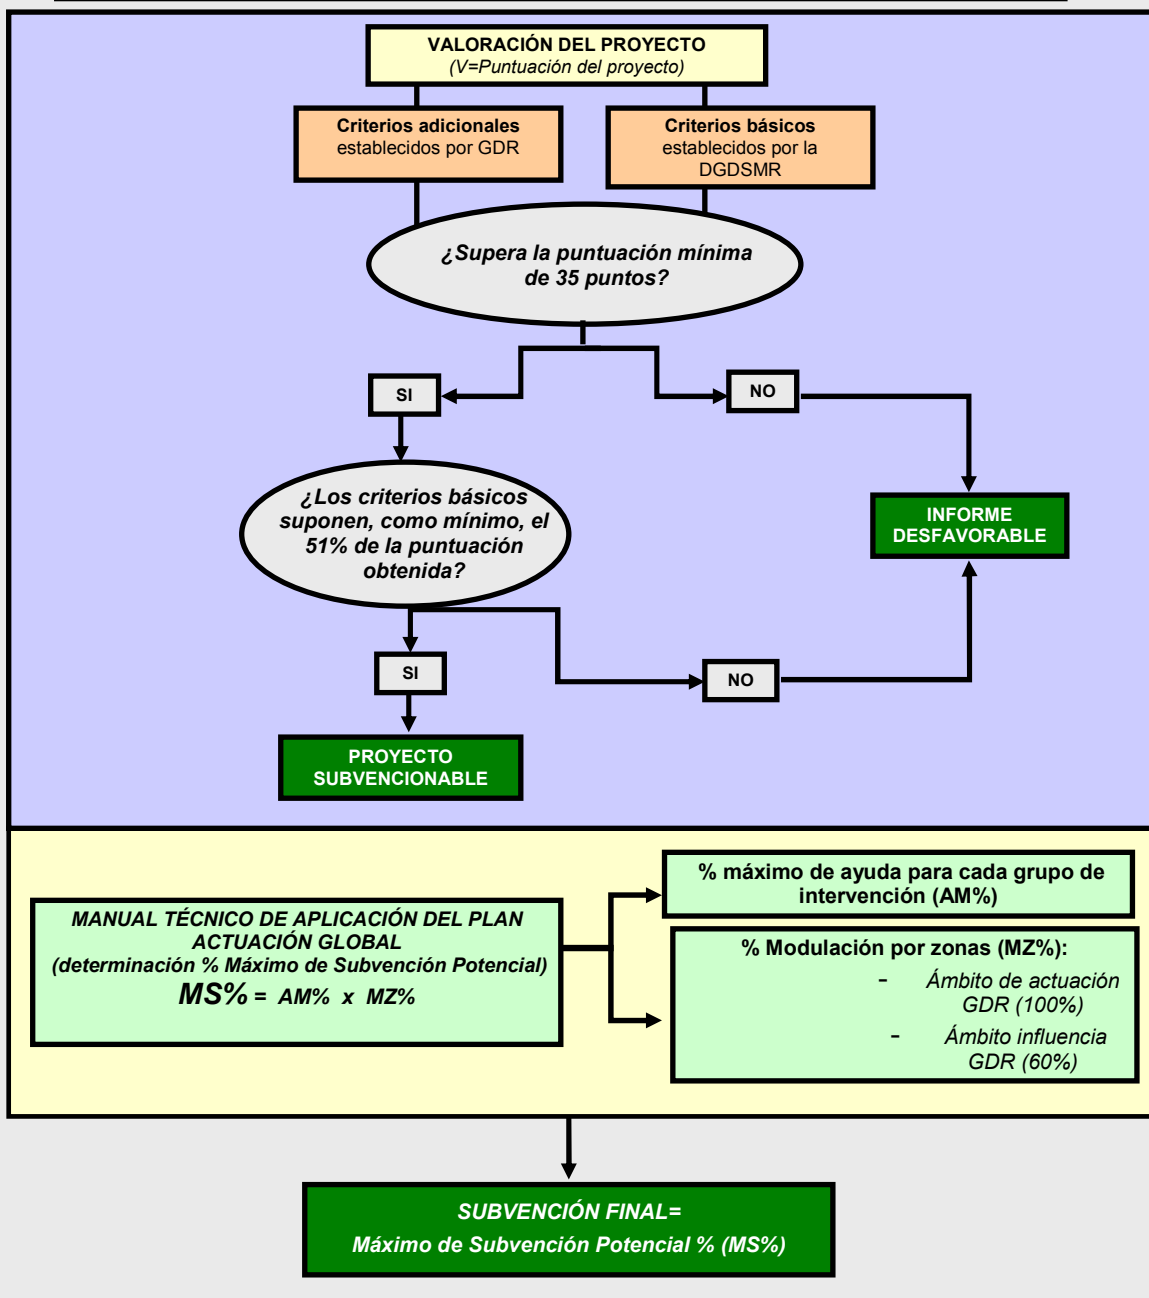 VALORACIÓN DEL PROYECTO
(V=Puntuación del proyecto)
Criterios adicionales
establecidos por GDR
Criterios básicos
establecidos por la
DGDSMR
¿Supera la puntuación mínima
de 35 puntos?
SI
NO
¿Los criterios básicos
suponen, como mínimo, el
51% de la puntuación
obtenida?
INFORME
DESFAVORABLE
SI
NO
PROYECTO
SUBVENCIONABLE
MANUAL TÉCNICO DE APLICACIÓN DEL PLAN
ACTUACIÓN GLOBAL
(determinación % Máximo de Subvención Potencial)
MS% = AM% x MZ%
% máximo de ayuda para cada grupo de
intervención (AM%)
% Modulación por zonas (MZ%):
- Ámbito de actuación
GDR (100%)
- Ámbito influencia
GDR (60%)
SUBVENCIÓN FINAL=
Máximo de Subvención Potencial % (MS%)